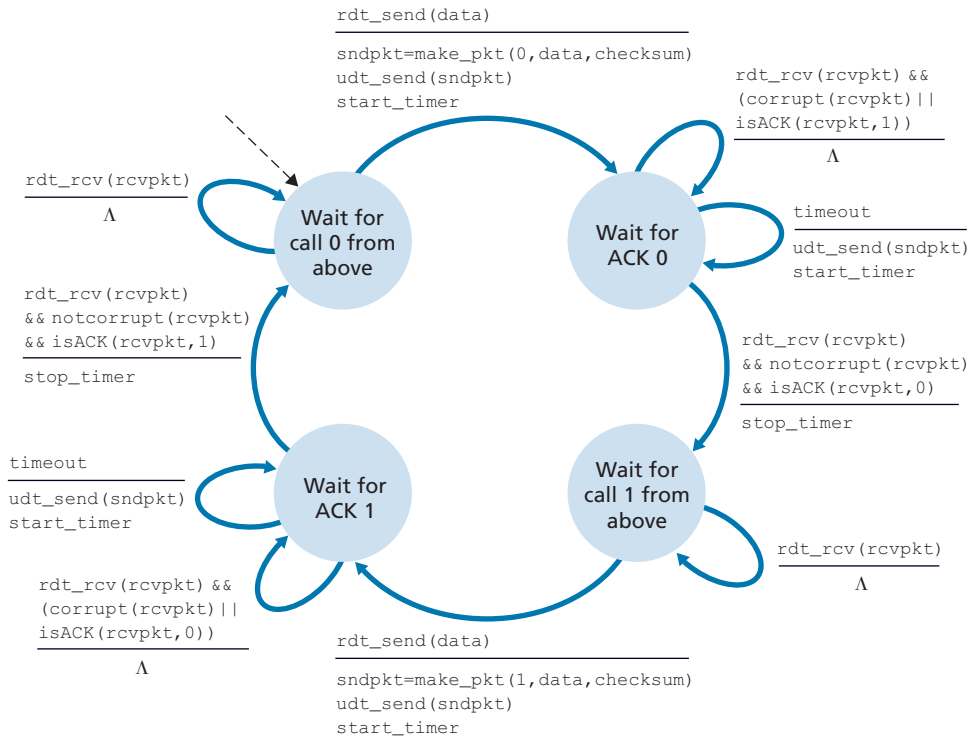 rdt_send(data)
sndpkt=make_pkt(0,data,checksum)
udt_send(sndpkt)
start_timer
rdt_rcv(rcvpkt) &&
(corrupt(rcvpkt)||
isACK(rcvpkt,1))
Λ
rdt_rcv(rcvpkt)
Λ
Wait for
call 0 from
above
Wait for
ACK 0
timeout
udt_send(sndpkt)
start_timer
rdt_rcv(rcvpkt)
&& notcorrupt(rcvpkt)
&& isACK(rcvpkt,1)
stop_timer
rdt_rcv(rcvpkt)
&& notcorrupt(rcvpkt)
&& isACK(rcvpkt,0)
stop_timer
timeout
udt_send(sndpkt)
start_timer
Wait for
ACK 1
Wait for
call 1 from
above
rdt_rcv(rcvpkt)
Λ
rdt_rcv(rcvpkt) &&
(corrupt(rcvpkt)||
isACK(rcvpkt,0))
Λ
rdt_send(data)
sndpkt=make_pkt(1,data,checksum)
udt_send(sndpkt)
start_timer